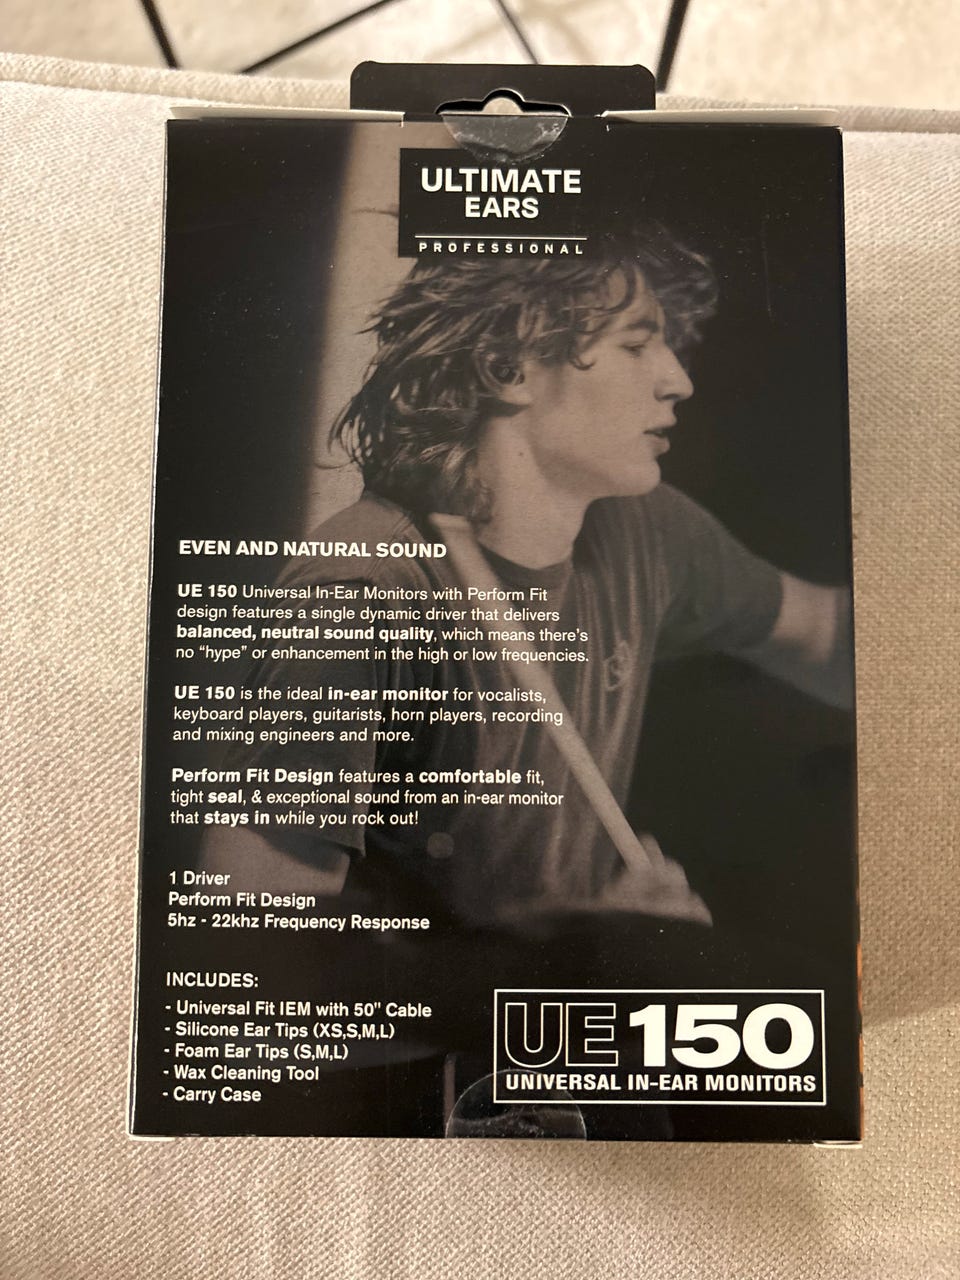 ULTIMATE
EARS
PROFESSIONAL
EVEN AND NATURAL SOUND
UE 150 Universal In-Ear Monitors with Perform Fit
design features a single dynamic driver that delivers
balanced, neutral sound quality, which means there's
no "hype" or enhancement in the high or low frequencies.
UE 150 is the ideal in-ear monitor for vocalists,
keyboard players, guitarists, horn players, recording
and mixing engineers and more.
Perform Fit Design features a comfortable fit,
tight seal, & exceptional sound from an in-ear monitor
that stays in while you rock out!
1 Driver
Perform Fit Design
5hz - 22khz Frequency Response
INCLUDES:
- Universal Fit IEM with 50" Cable
- Silicone Ear Tips (XS,S,M,L)
- Foam Ear Tips (S,M,L)
- Wax Cleaning Tool
- Carry Case
UE 150
UNIVERSAL IN-EAR MONITORS